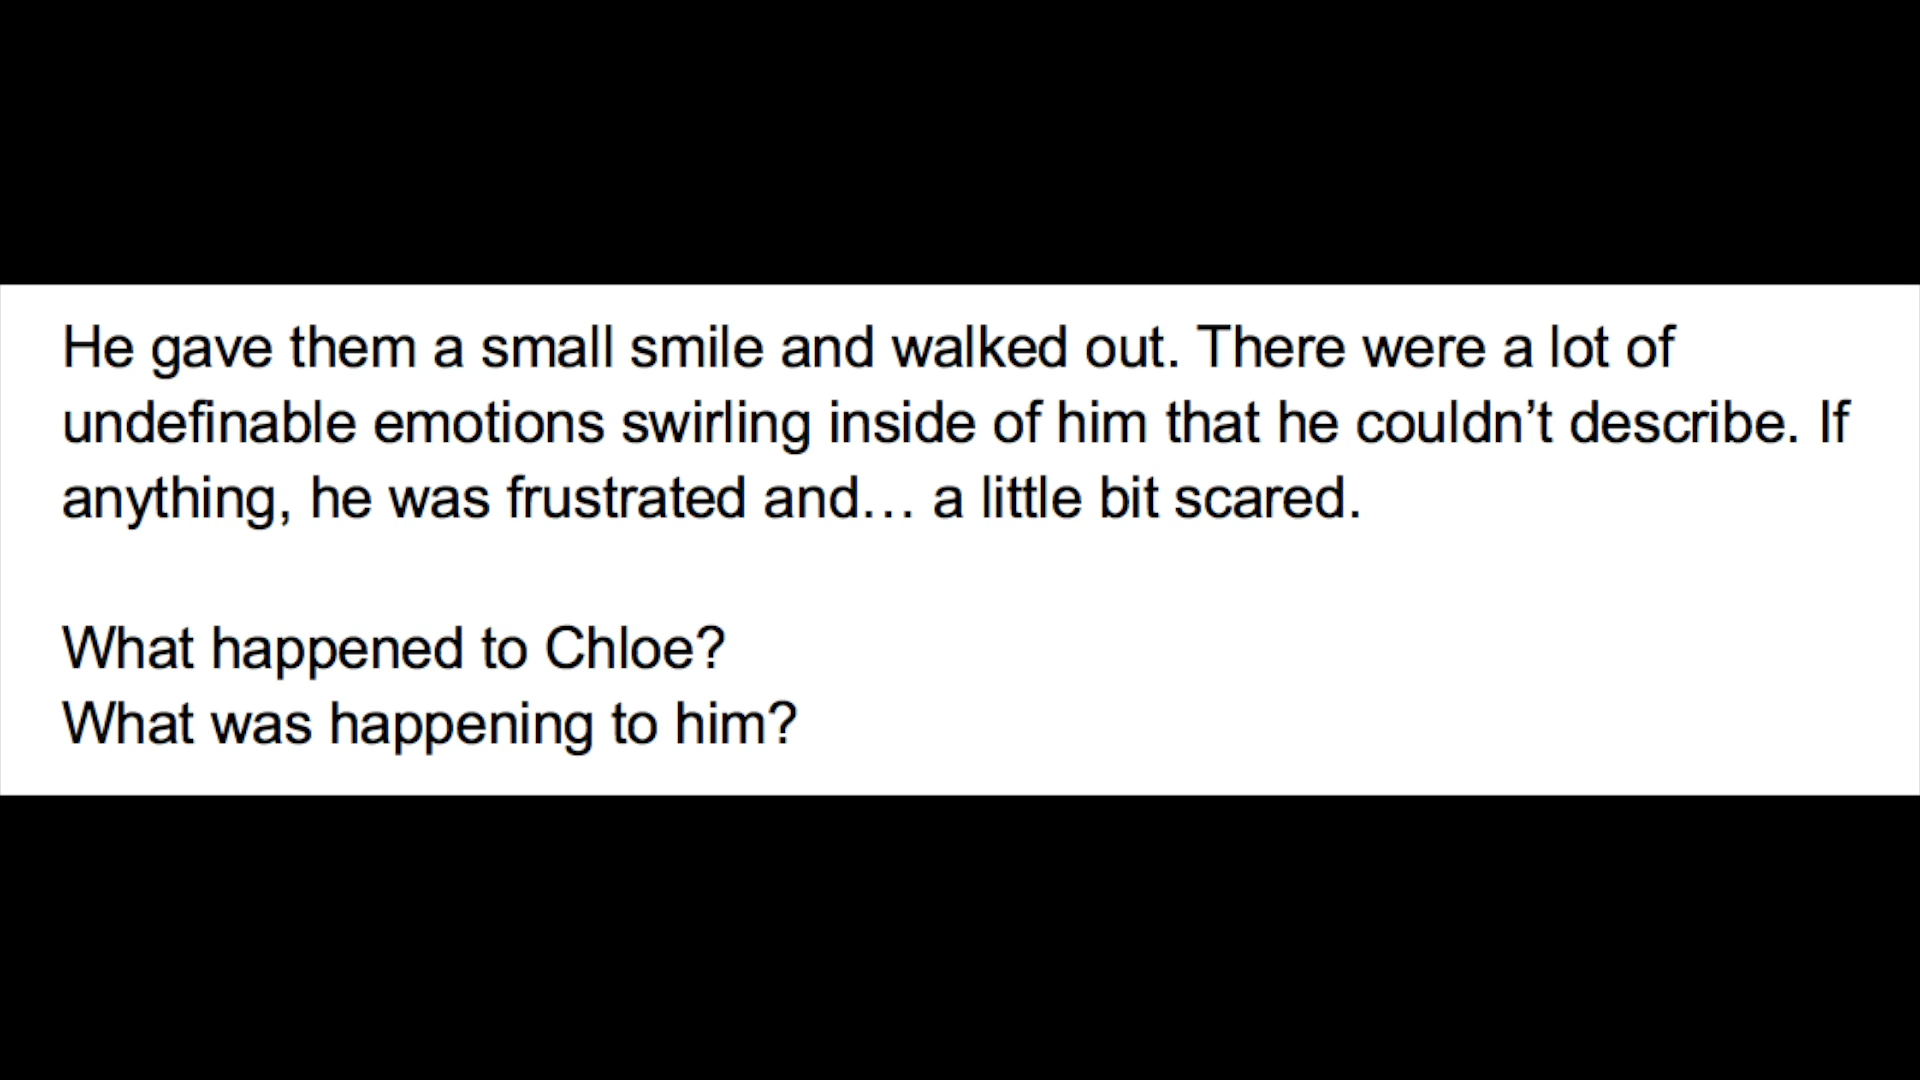 He gave them a small smile and walked out. There were a lot of
undefinable emotions swirling inside of him that he couldn’t describe. If
anything, he was frustrated and… a little bit scared.
What happened to Chloe?
What was happening to him?